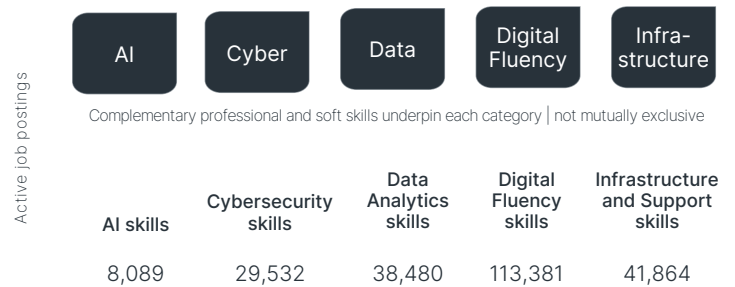 AI
Cyber
Data
Digital
Fluency
Infra-
structure
Complementary professional and soft skills underpin each category | not mutually exclusive
Active job postings
AI skills
Cybersecurity
skills
Data
Analytics
skills
Digital
Fluency
skills
Infrastructure
and Support
skills
8,089
29,532
38,480
113,381
41,864